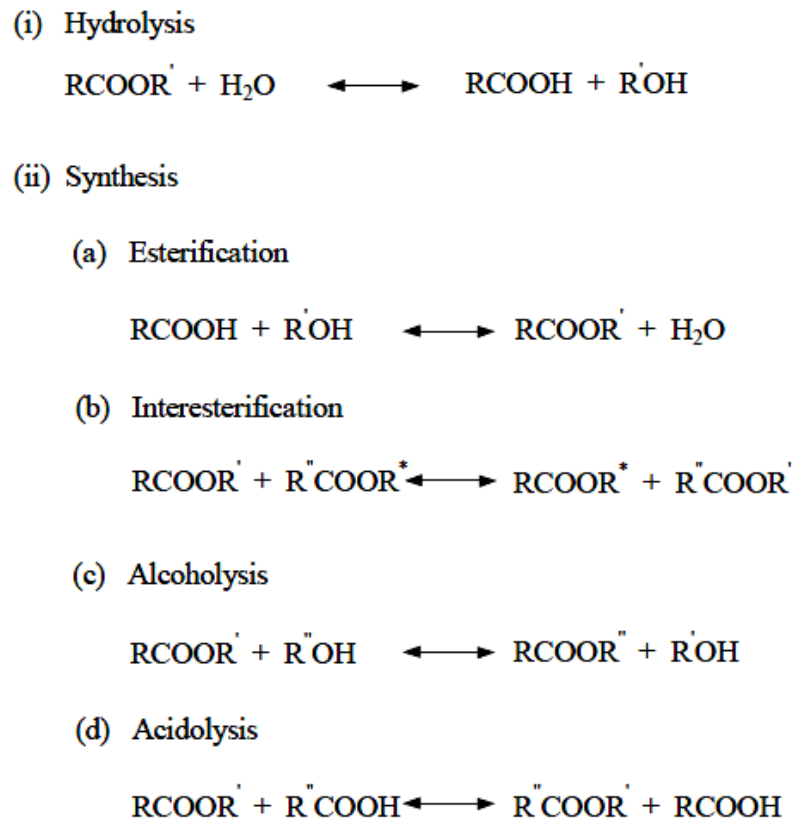 (i) Hydrolysis
RCOOR' + H₂O ⟷ RCOOH + R'OH
(ii) Synthesis
(a) Esterification
RCOOH + R'OH ⟷ RCOOR' + H₂O
(b) Interesterification
RCOOR' + R"COOR* ⟷ RCOOR* + R"COOR'
(c) Alcoholysis
RCOOR' + R"OH ⟷ RCOOR" + R'OH
(d) Acidolysis
RCOOR' + R"COOH ⟷ R"COOR' + RCOOH